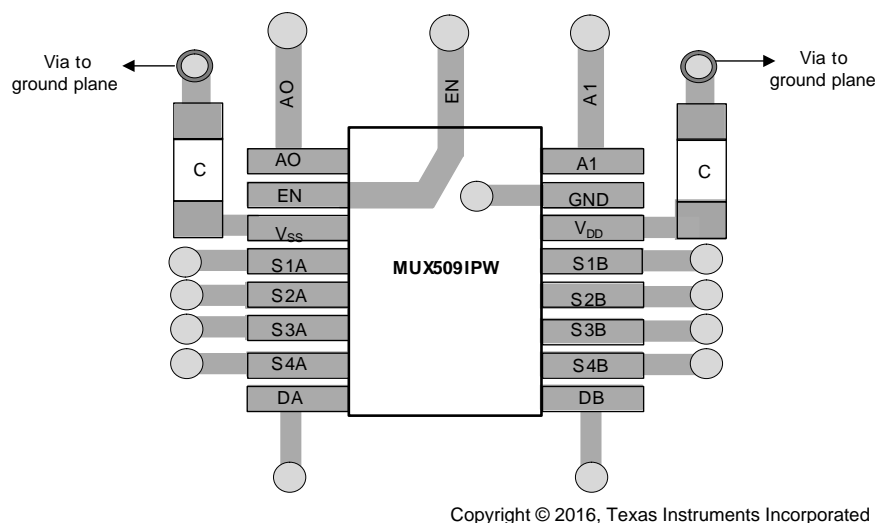 Via to
ground plane
Via to
ground plane
AO
EN
A1
C
C
AO
A1
EN
GND
VSS
VDD
MUX509IPW
S1A
S1B
S2A
S2B
S3A
S3B
S4A
S4B
DA
DB
Copyright © 2016, Texas Instruments Incorporated